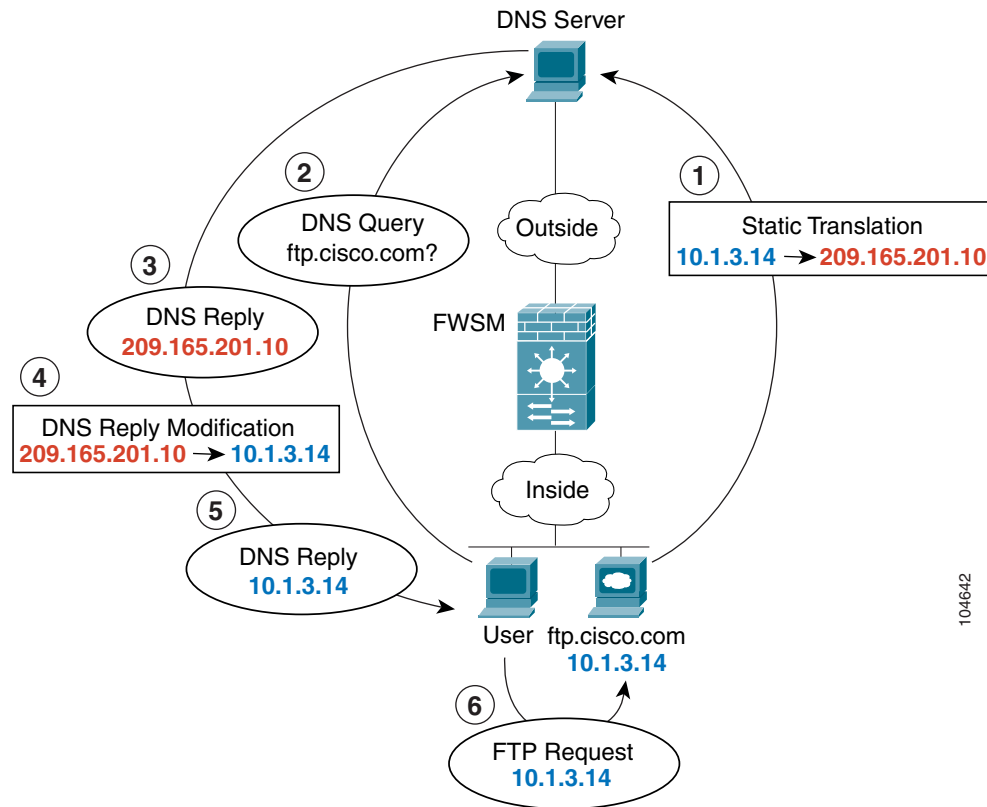 DNS Server
2
DNS Query
ftp.cisco.com?
1
Static Translation
10.1.3.14 → 209.165.201.10
Outside
3
DNS Reply
209.165.201.10
FWSM
4
DNS Reply Modification
209.165.201.10 → 10.1.3.14
Inside
5
DNS Reply
10.1.3.14
User
ftp.cisco.com
10.1.3.14
6
FTP Request
10.1.3.14
104642